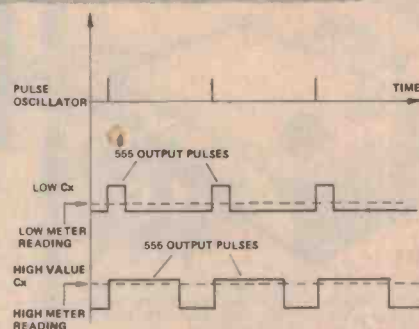 PULSE
OSCILLATOR
TIME
555 OUTPUT PULSES
LOW Cx
LOW METER
READING
555 OUTPUT PULSES
HIGH VALUE
Cx
HIGH METER
READING